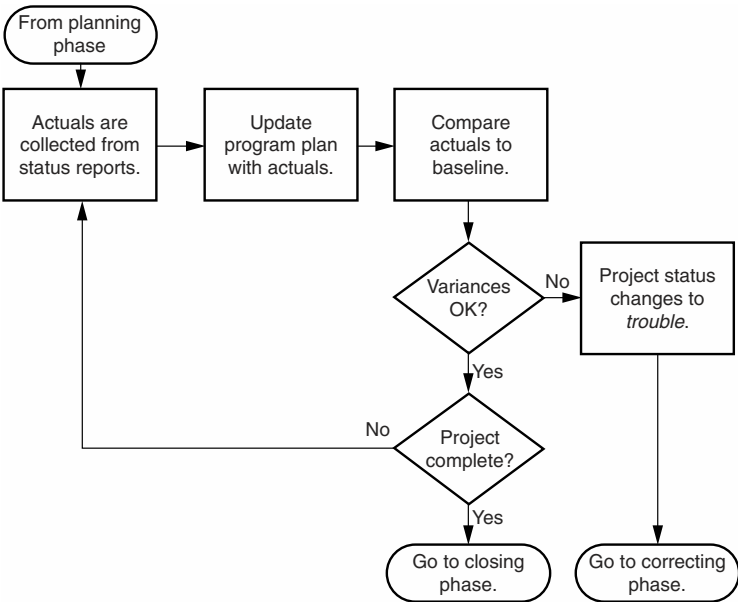 From planning
phase
Actuals are
collected from
status reports.
Update
program plan
with actuals.
Compare
actuals to
baseline.
Variances
OK?
No
Project status
changes to
trouble.
Yes
No
Project
complete?
Yes
Go to closing
phase.
Go to correcting
phase.